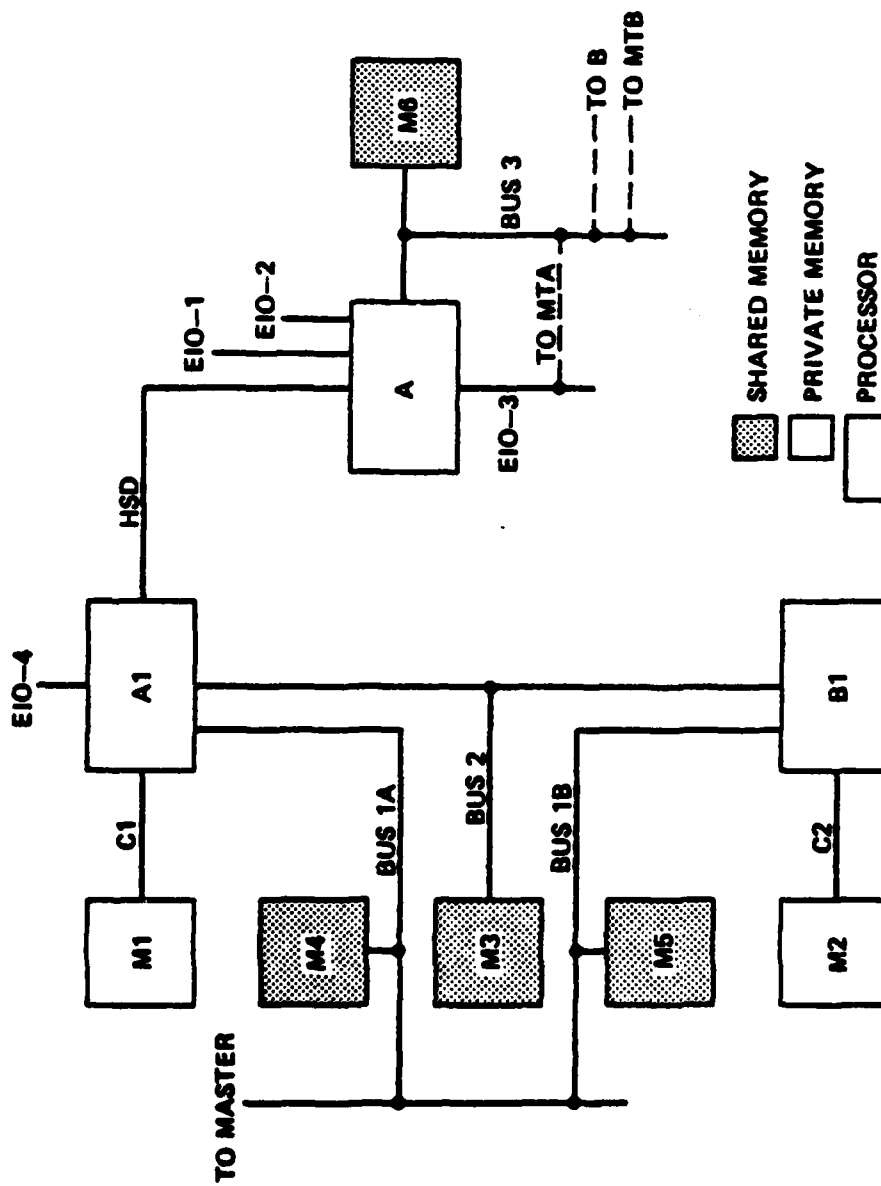 EIO-4
A1
HSD
C1
M1
BUS 1A
M4
BUS 2
M3
BUS 1B
M5
TO MASTER
B1
C2
M2
EIO-1
EIO-2
A
EIO-3
TO MTA
M6
BUS 3
TO B
TO MTB
SHARED MEMORY
PRIVATE MEMORY
PROCESSOR